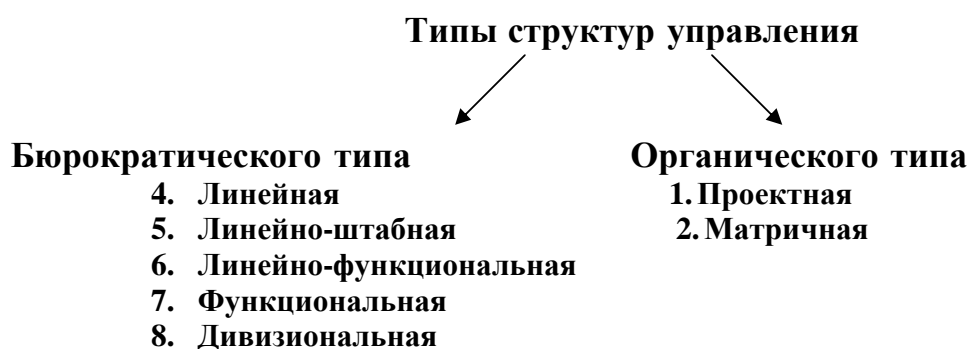 Типы структур управления
Бюрократического типа
4. Линейная
5. Линейно-штабная
6. Линейно-функциональная
7. Функциональная
8. Дивизиональная
Органического типа
1. Проектная
2. Матричная